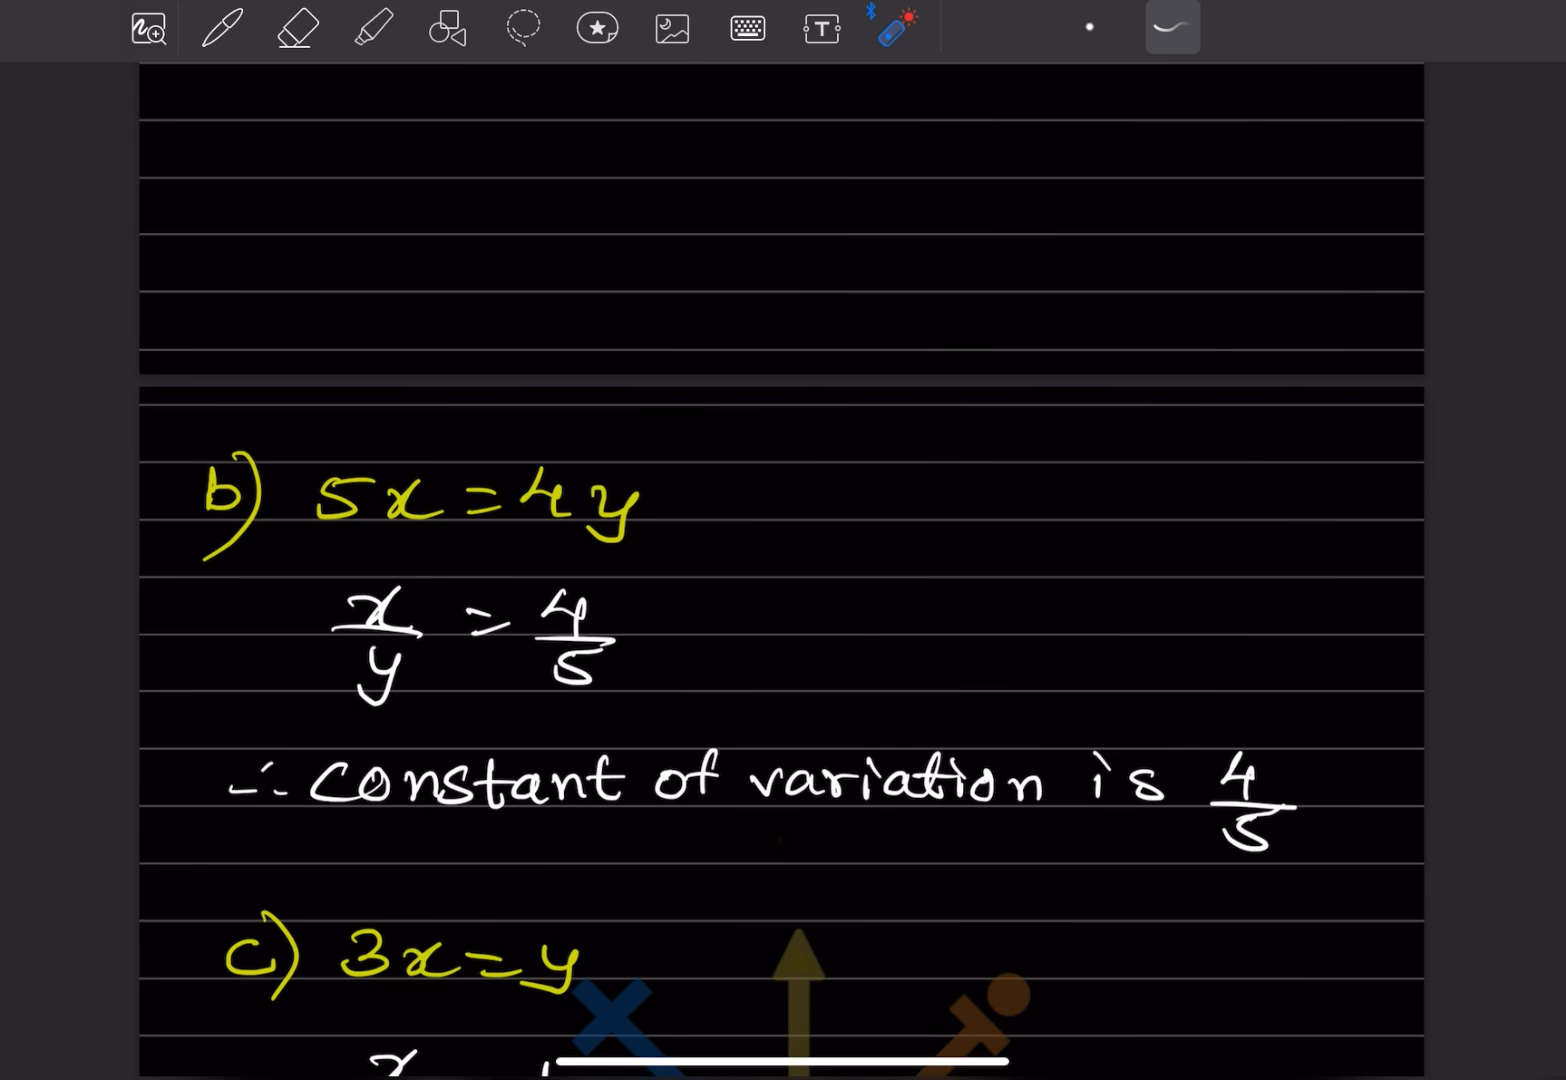 b) 5x = 4y
x/y = 4/5
∴ constant of variation is 4/5
c) 3x = y
x